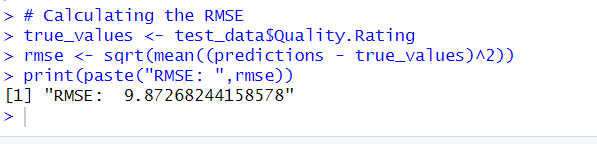 > # Calculating the RMSE
> true_values <- test_data$Quality.Rating
> rmse <- sqrt(mean((predictions - true_values)^2))
> print(paste("RMSE: ",rmse))
[1] "RMSE:  9.87268244158578"
>